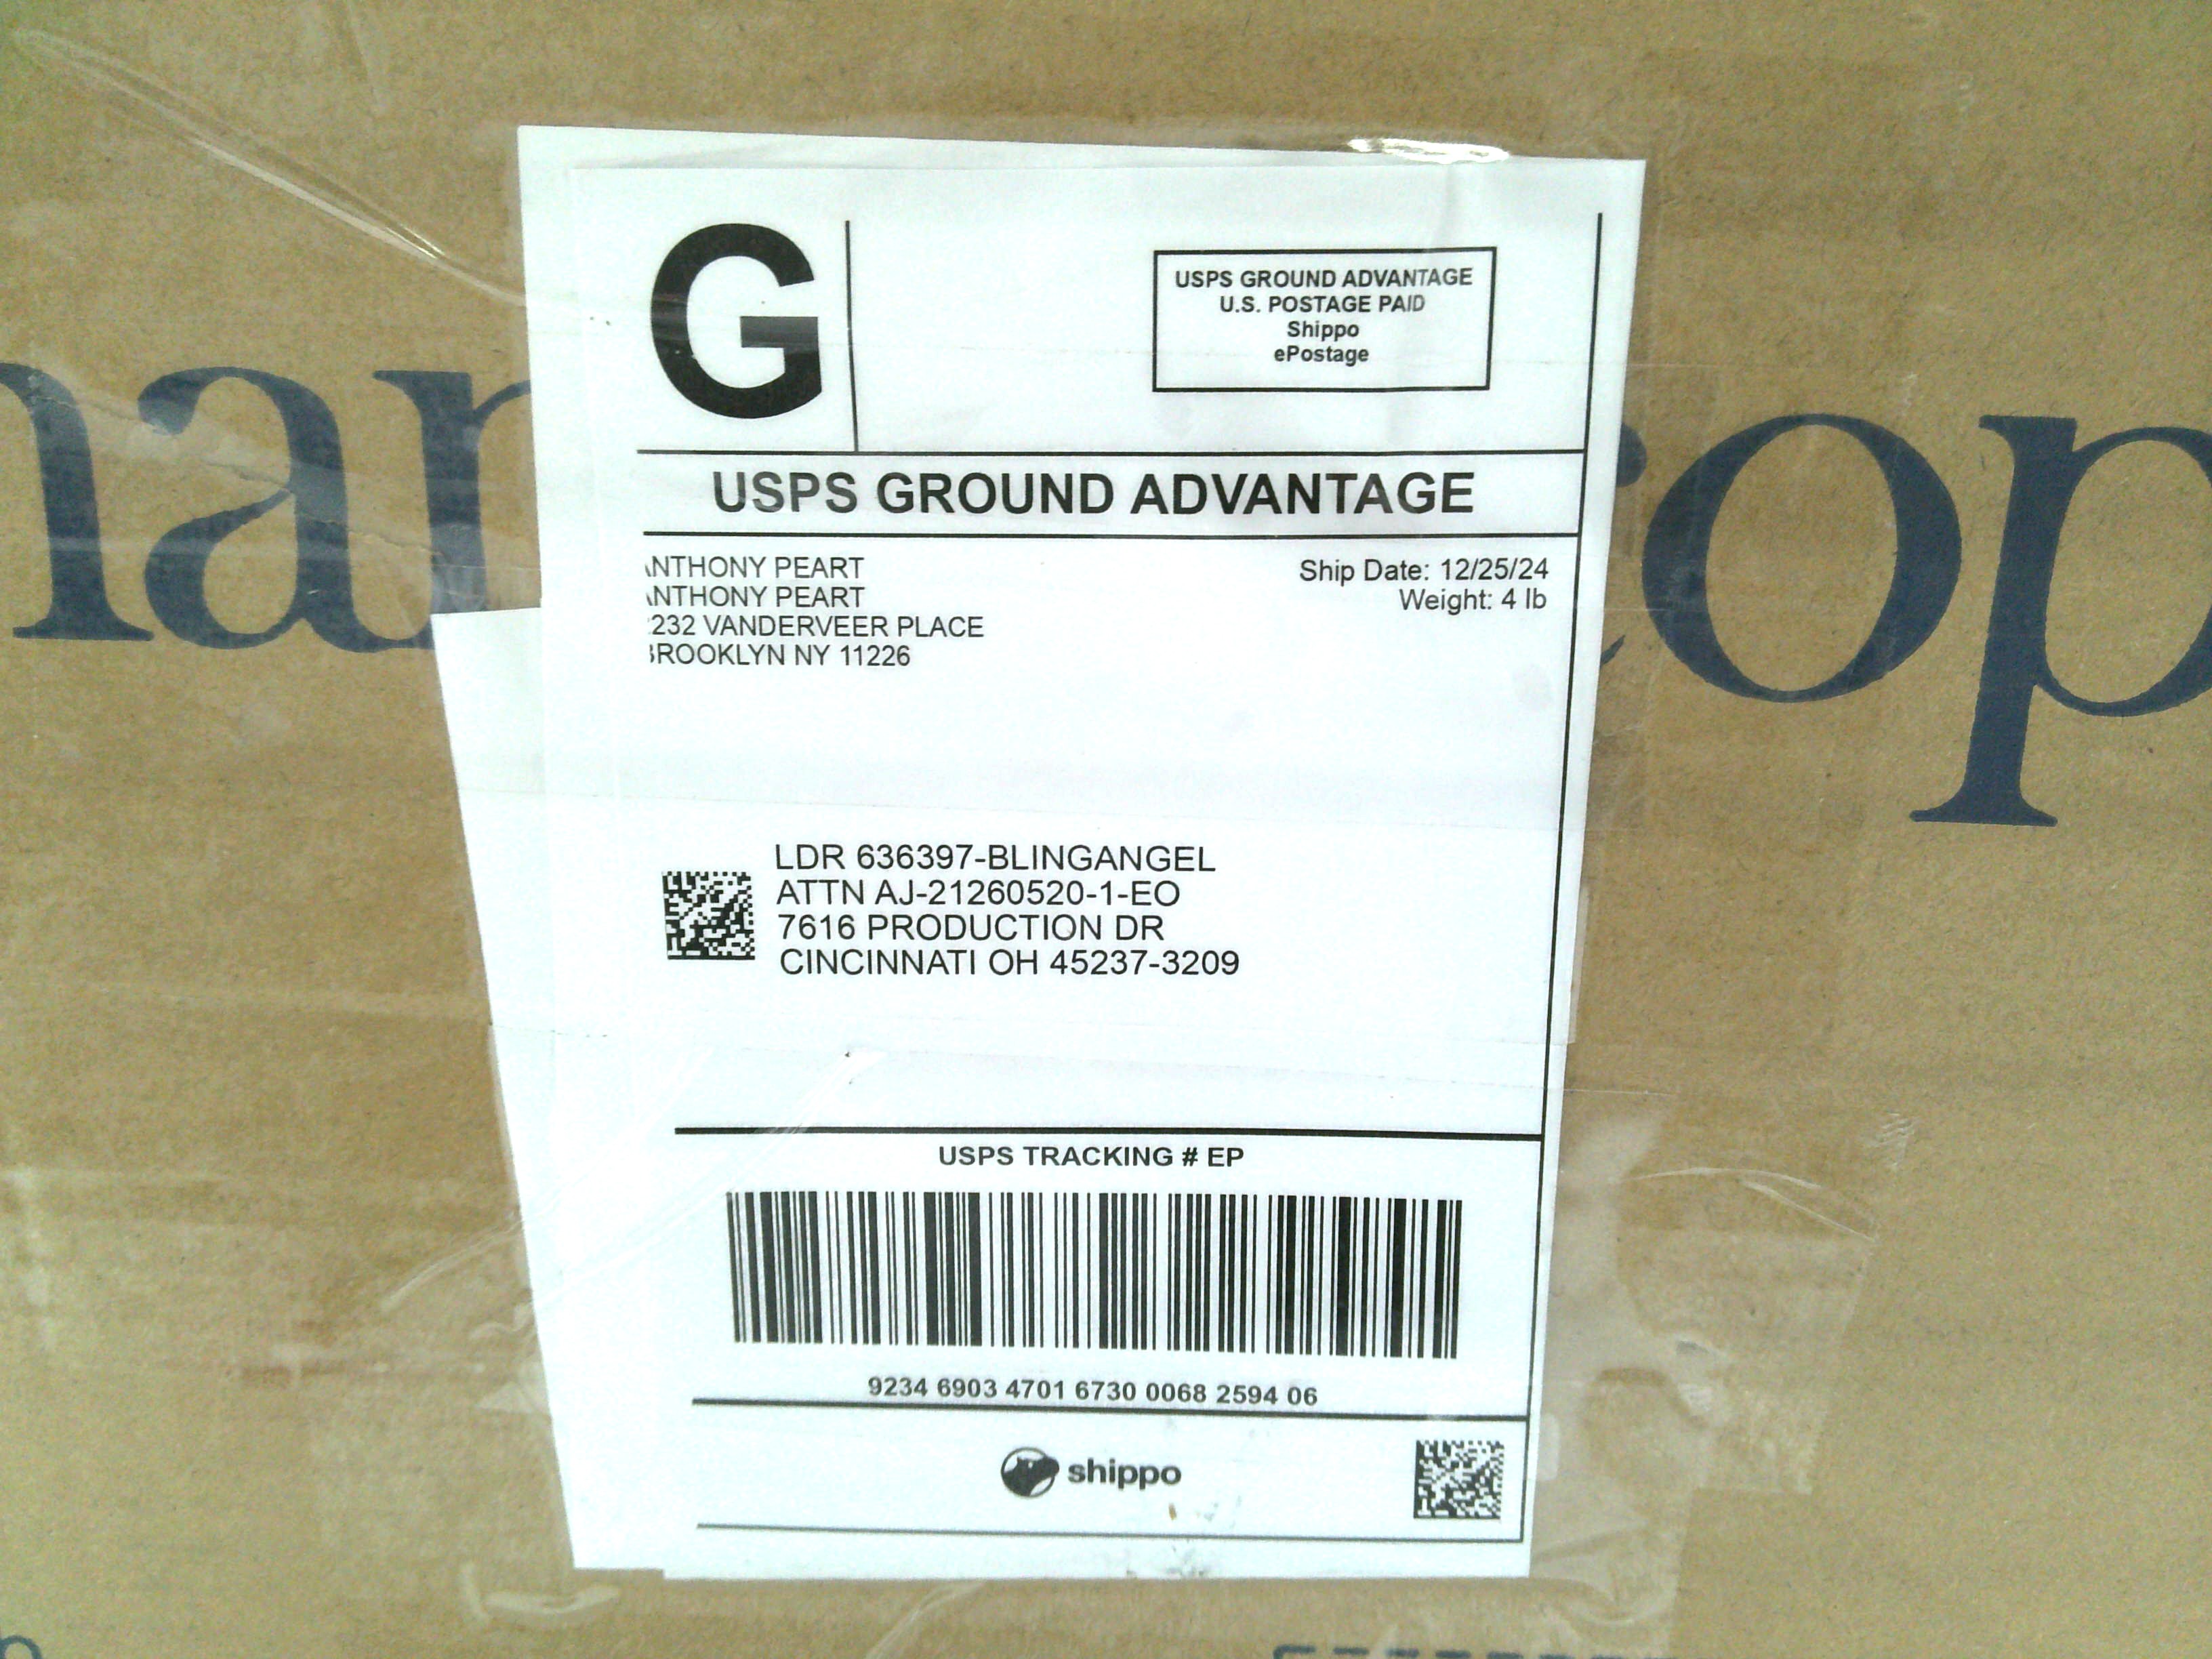 G
USPS GROUND ADVANTAGE
U.S. POSTAGE PAID
Shippo
ePostage
USPS GROUND ADVANTAGE
NTHONY PEART
NTHONY PEART
232 VANDERVEER PLACE
ROOKLYN NY 11226
Ship Date: 12/25/24
Weight: 4 lb
LDR 636397-BLINGANGEL
ATTN AJ-21260520-1-EO
7616 PRODUCTION DR
CINCINNATI OH 45237-3209
USPS TRACKING # EP
9234 6903 4701 6730 0068 2594 06
shippo